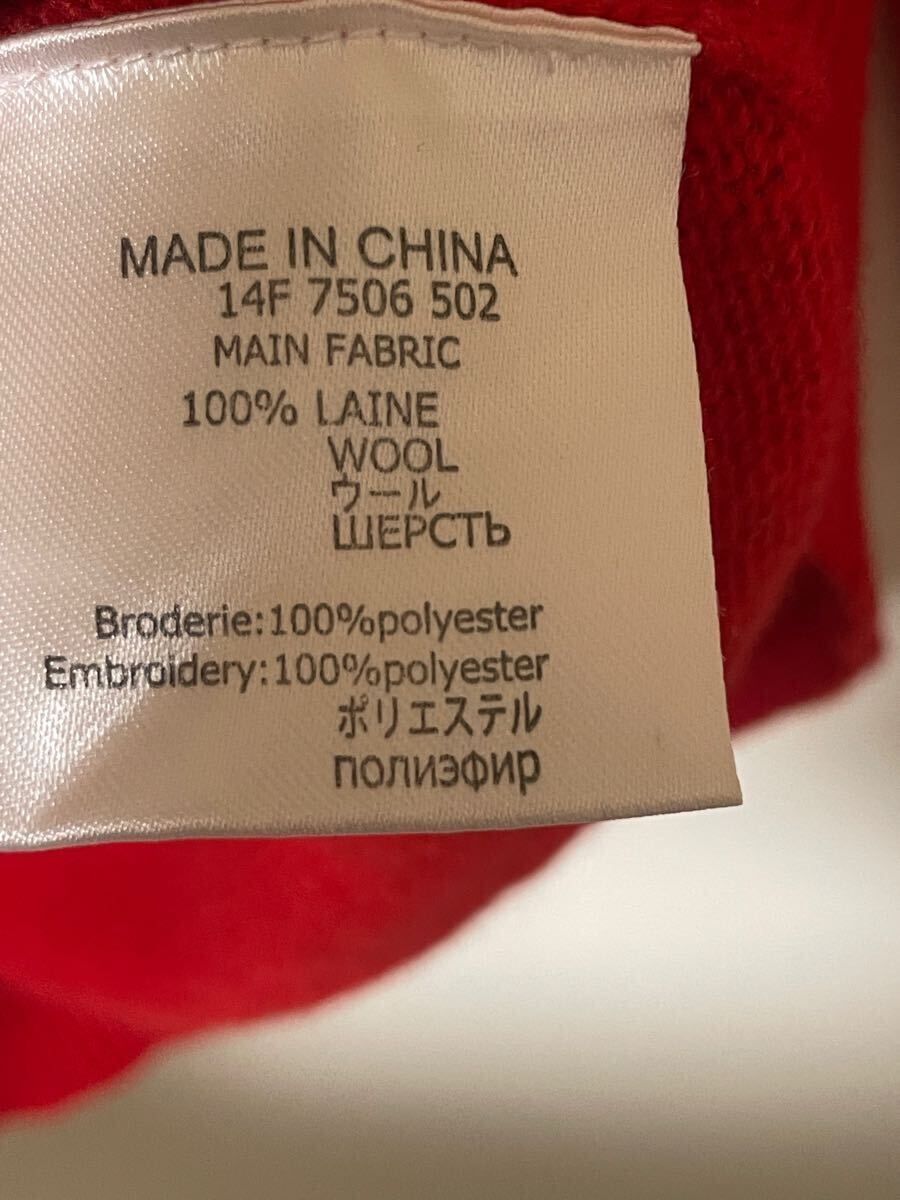 MADE IN CHINA
14F 7506 502
MAIN FABRIC
100% LAINE
WOOL
ウール
ШЕРСТЬ
Broderie:100%polyester
Embroidery:100%polyester
ポリエステル
полиэфир